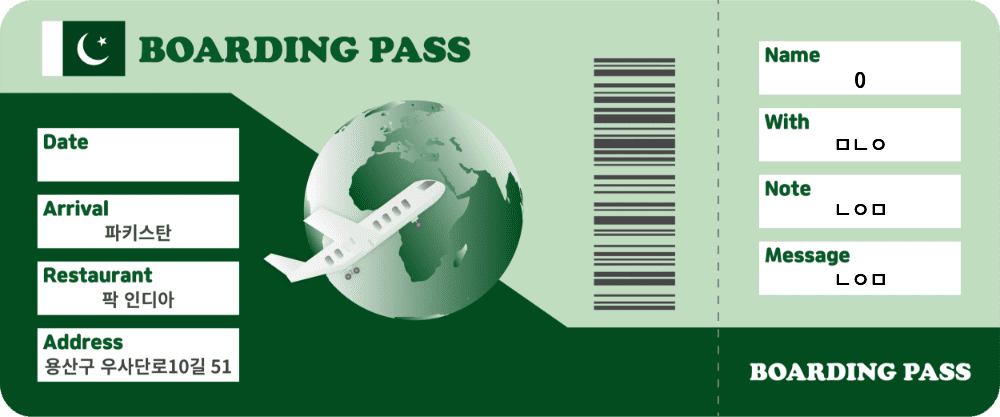 BOARDING PASS
Date
Arrival
파키스탄
Restaurant
팍 인디아
Address
용산구 우사단로10길 51
Name
0
With
ㅁㄴㅇ
Note
ㄴㅇㅁ
Message
ㄴㅇㅁ
BOARDING PASS